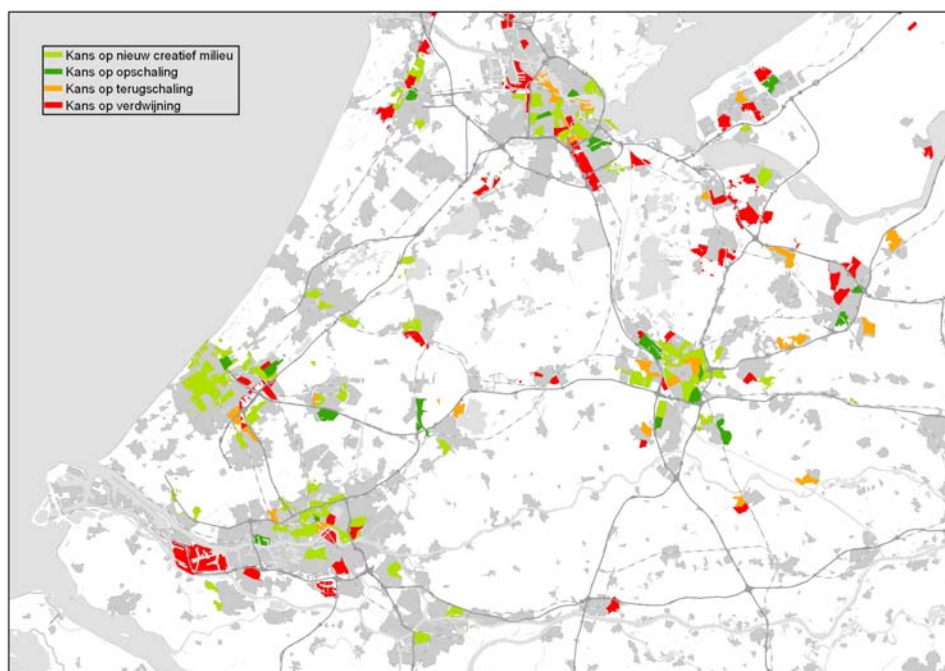 Kans op nieuw creatief milieu
Kans op opschaling
Kans op terugschaling
Kans op verdwijning